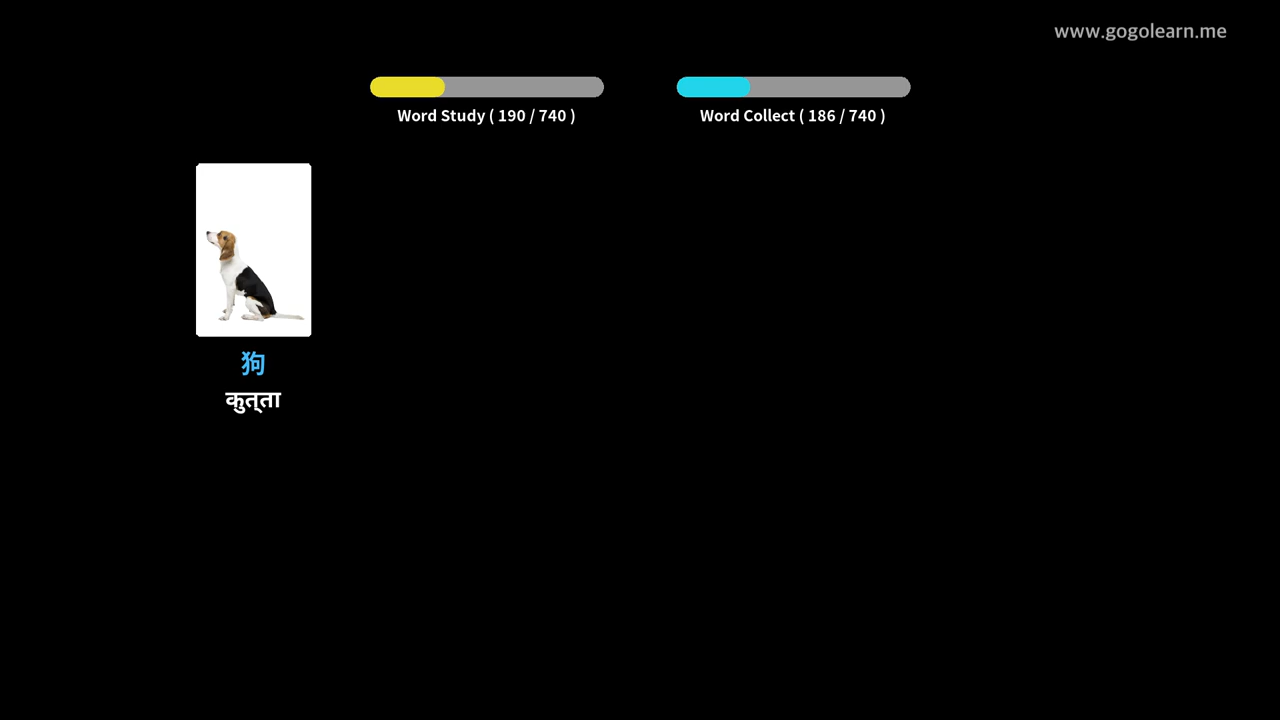 www.gogolearn.me
Word Study ( 190 / 740 )
Word Collect ( 186 / 740 )
狗
कुत्ता